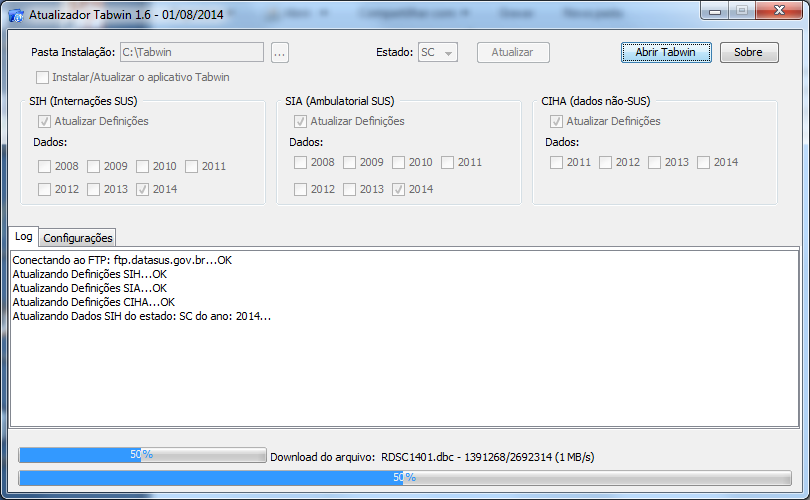 Atualizador Tabwin 1.6 - 01/08/2014
Pasta Instalação: C:\Tabwin ... Estado: SC Atualizar Abrir Tabwin Sobre
Instalar/Atualizar o aplicativo Tabwin
SIH (Internações SUS)
Atualizar Definições
Dados:
2008 2009 2010 2011
2012 2013 2014
SIA (Ambulatorial SUS)
Atualizar Definições
Dados:
2008 2009 2010 2011
2012 2013 2014
CIHA (dados não-SUS)
Atualizar Definições
Dados:
2011 2012 2013 2014
Log Configurações
Conectando ao FTP: ftp.datasus.gov.br...OK
Atualizando Definições SIH...OK
Atualizando Definições SIA...OK
Atualizando Definições CIHA...OK
Atualizando Dados SIH do estado: SC do ano: 2014...
50% Download do arquivo: RDSC1401.dbc - 1391268/2692314 (1 MB/s)
50%